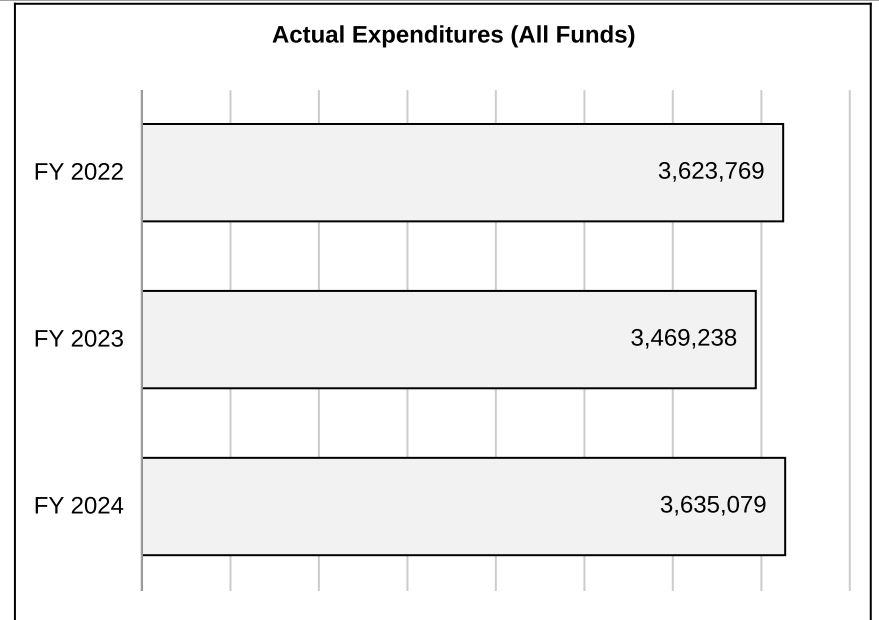 Actual Expenditures (All Funds)
FY 2022 3,623,769
FY 2023 3,469,238
FY 2024 3,635,079